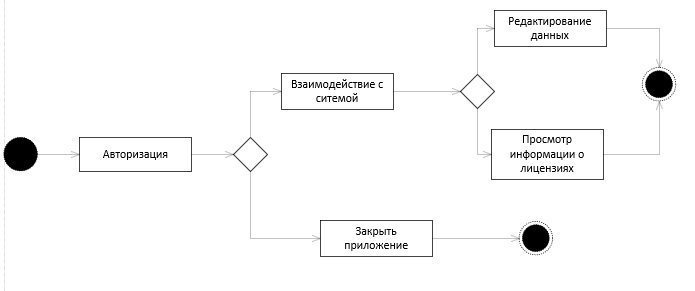 Редактирование
данных
Взаимодействие с
ситемой
Авторизация
Просмотр
информации о
лицензиях
Закрыть
приложение